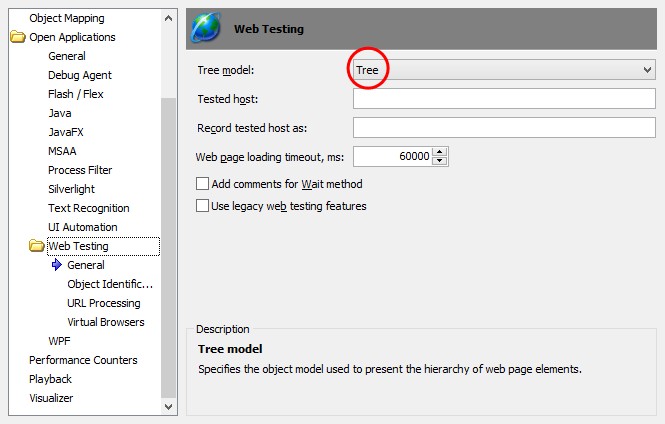 Object Mapping
Open Applications
General
Debug Agent
Flash / Flex
Java
JavaFX
MSAA
Process Filter
Silverlight
Text Recognition
UI Automation
Web Testing
General
Object Identific...
URL Processing
Virtual Browsers
WPF
Performance Counters
Playback
Visualizer
Web Testing
Tree model: Tree
Tested host:
Record tested host as:
Web page loading timeout, ms: 60000
Add comments for Wait method
Use legacy web testing features
Description
Tree model
Specifies the object model used to present the hierarchy of web page elements.